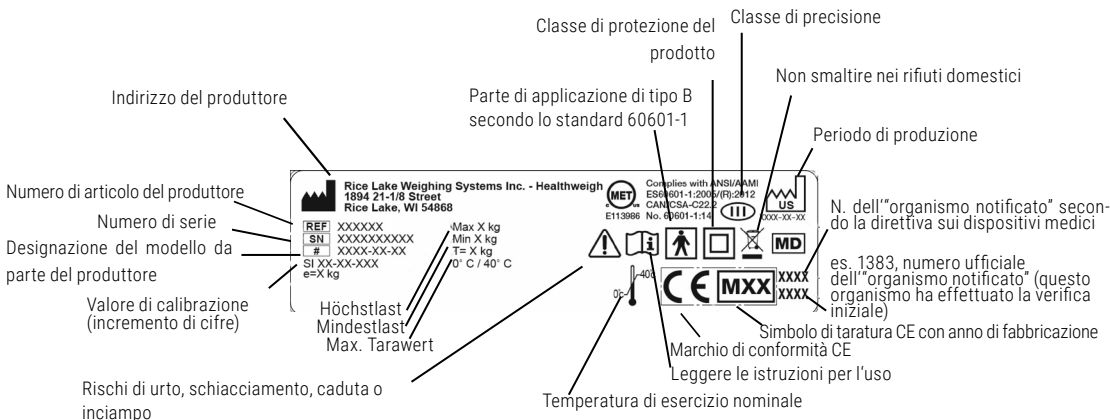 Classe di protezione del
prodotto
Classe di precisione
Non smaltire nei rifiuti domestici
Indirizzo del produttore
Parte di applicazione di tipo B
secondo lo standard 60601-1
Periodo di produzione
Numero di articolo del produttore
Numero di serie
Designazione del modello da
parte del produttore
Valore di calibrazione
(incremento di cifre)
Rice Lake Weighing Systems Inc. - Healthweigh
1894 21-1/8 Street
Rice Lake, WI 54868
REF XXXXXX
SN XXXXXXXXXX
# XXXX-XX-XX
SI XX-XX-XXX
e=X kg
Max X kg
Min X kg
T= X kg
0° C / 40° C
MET
c us
E113986
Complies with ANSI/AAMI
ES60601-1:2005/(R):2012
CAN/CSA-C22.2
No. 60601-1:14
III
US
XXXX-XX-XX
MD
0°c
40°c
CE
MXX
XXXX
XXXX
N. dell'"organismo notificato" secon-
do la direttiva sui dispositivi medici
es. 1383, numero ufficiale
dell'"organismo notificato" (questo
organismo ha effettuato la verifica
iniziale)
Höchstlast
Mindestlast
Max. Tarawert
Simbolo di taratura CE con anno di fabbricazione
Marchio di conformità CE
Leggere le istruzioni per l'uso
Rischi di urto, schiacciamento, caduta o
inciampo
Temperatura di esercizio nominale